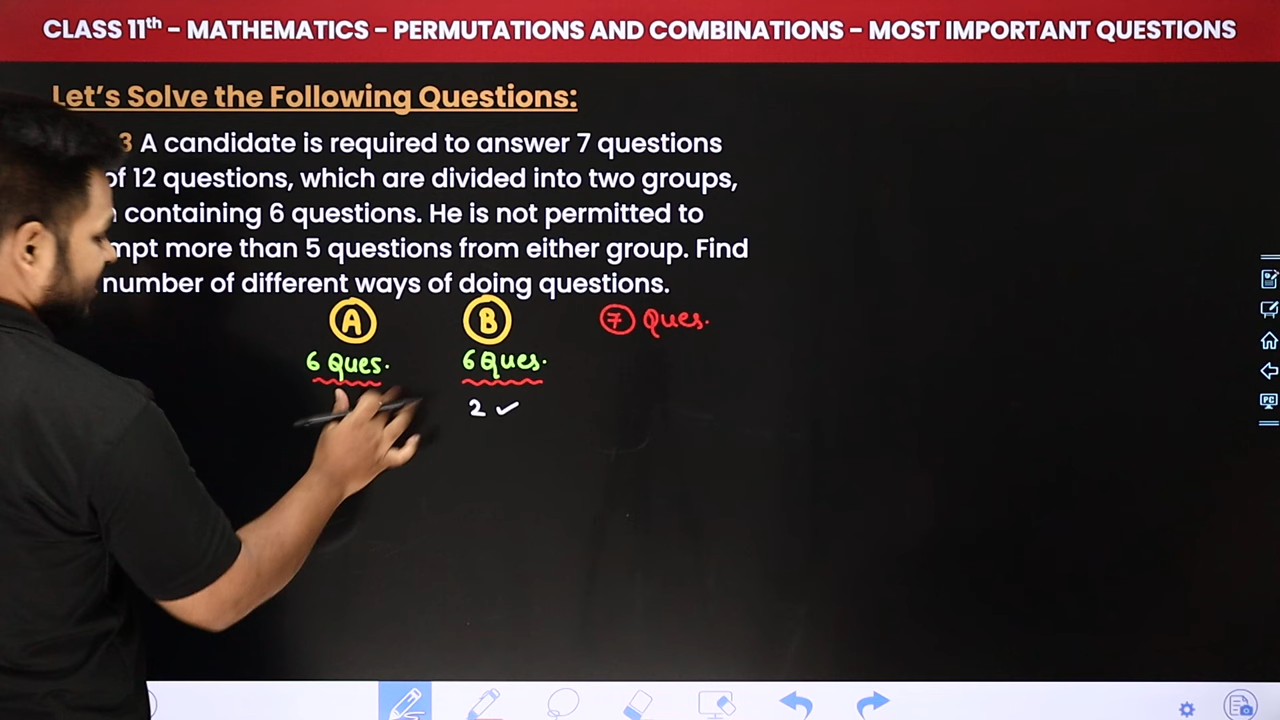 CLASS 11th – MATHEMATICS – PERMUTATIONS AND COMBINATIONS – MOST IMPORTANT QUESTIONS
Let's Solve the Following Questions:
3 A candidate is required to answer 7 questions
of 12 questions, which are divided into two groups,
containing 6 questions. He is not permitted to
more than 5 questions from either group. Find
number of different ways of doing questions.
A B 7 Ques.
6 Ques. 6 Ques.
2 ✓
PC